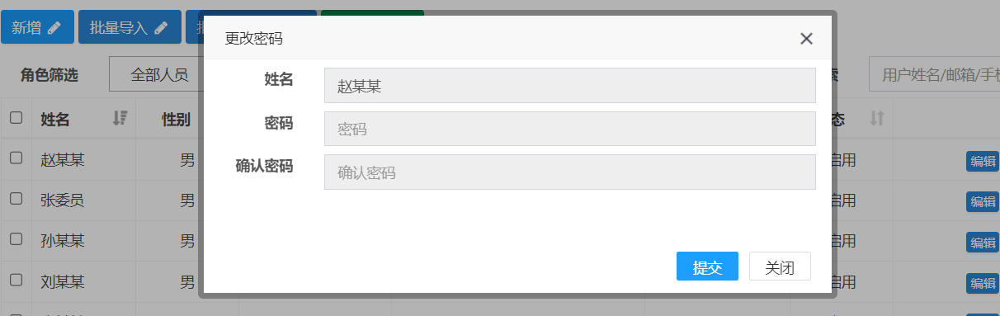 新增 批量导入
更改密码
角色筛选 全部人员 用户姓名/邮箱/手机
姓名 赵某某
密码 密码
确认密码 确认密码
姓名 性别 态
赵某某 男 启用 编辑
张委员 男 启用 编辑
孙某某 男 启用 编辑
刘某某 男 启用 编辑
提交 关闭